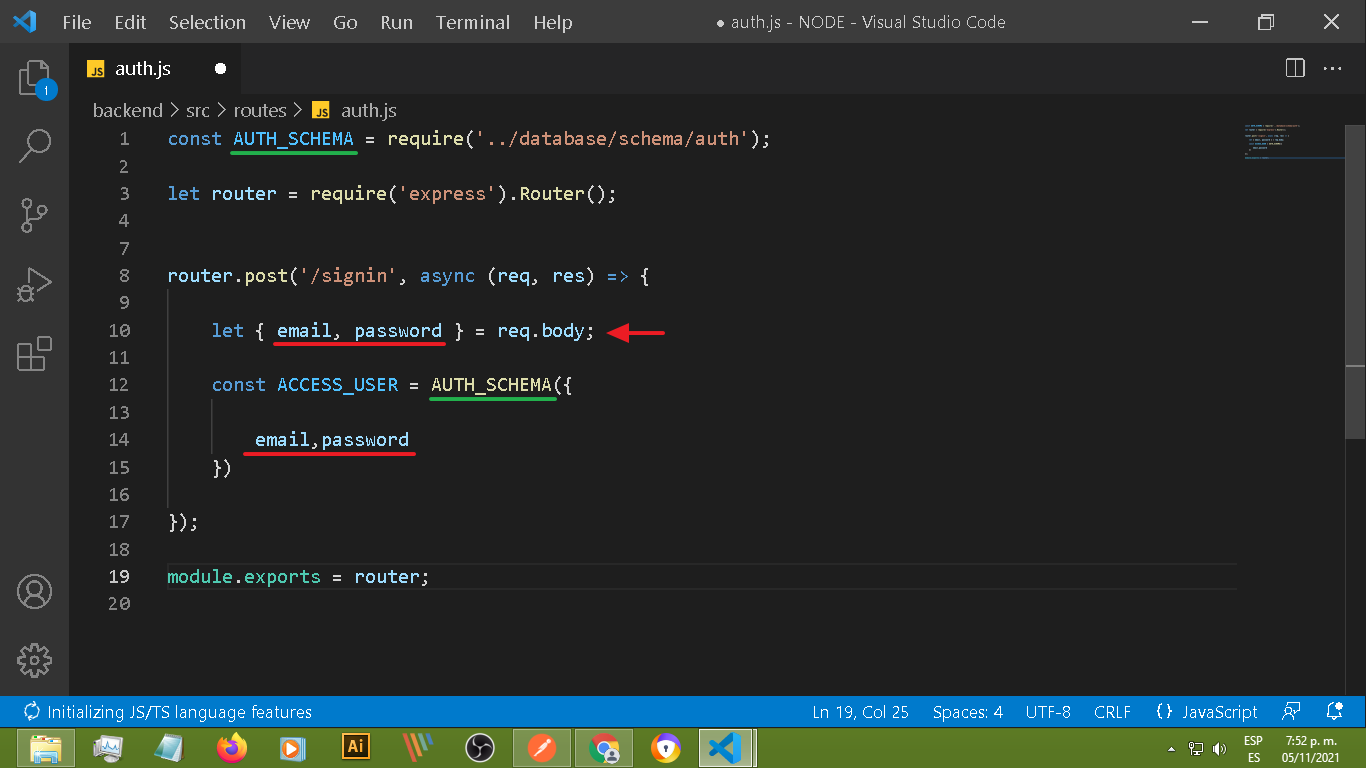 File Edit Selection View Go Run Terminal Help ● auth.js - NODE - Visual Studio Code
JS auth.js
1
backend > src > routes > JS auth.js
1 const AUTH_SCHEMA = require('../database/schema/auth');
2
3 let router = require('express').Router();
4
5
7
8 router.post('/signin', async (req, res) => {
9
10 let { email, password } = req.body;
11
12 const ACCESS_USER = AUTH_SCHEMA({
13
14 email,password
15 })
16
17 });
18
19 module.exports = router;
20
Initializing JS/TS language features Ln 19, Col 25 Spaces: 4 UTF-8 CRLF {} JavaScript
Ai
ESP 7:52 p. m.
ES 05/11/2021